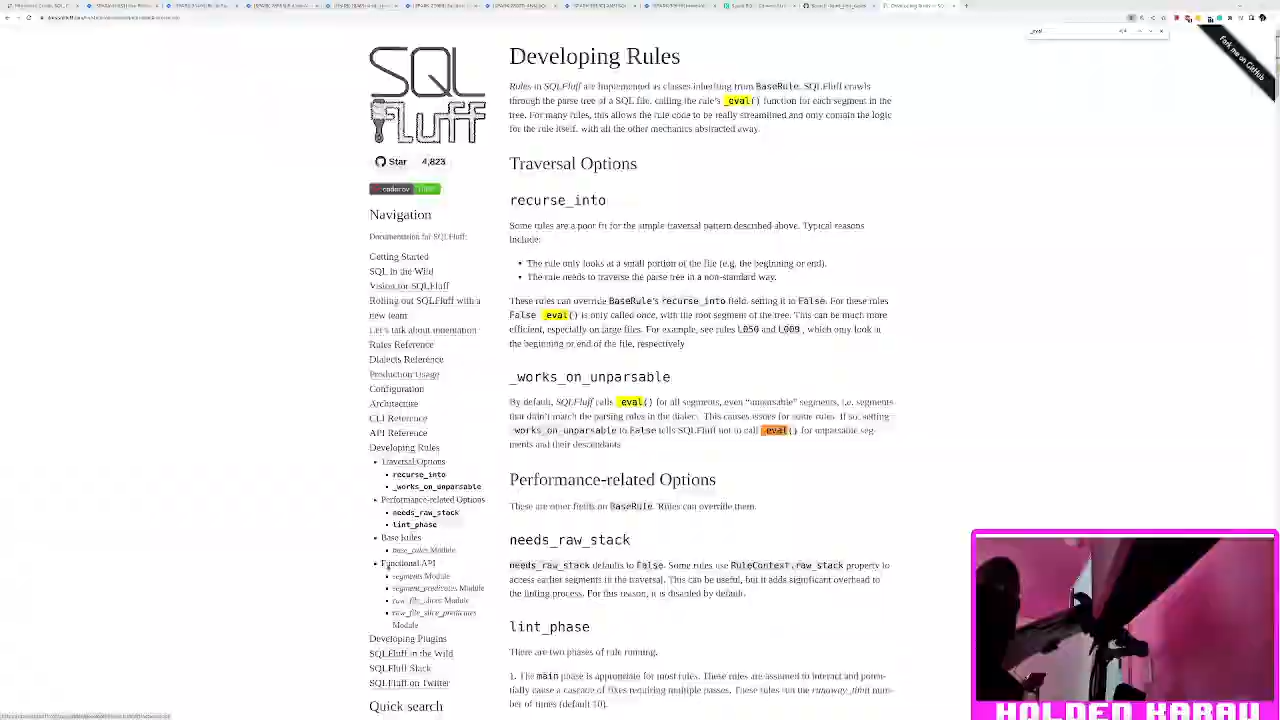 _eval
4/4
Fork me on GitHub
SQL
Fluff
Star 4,823
codecov
Navigation
Documentation for SQLFluff:
Getting Started
SQL in the Wild
Vision for SQLFluff
Rolling out SQLFluff with a
new team
Let's talk about indentation
Rules Reference
Dialects Reference
Production Usage
Configuration
Architecture
CLI Reference
API Reference
Developing Rules
Traversal Options
recurse_into
_works_on_unparsable
Performance-related Options
needs_raw_stack
lint_phase
Base Rules
base_rules Module
Functional API
segments Module
segment_predicates Module
raw_file_slices Module
raw_file_slice_predicates
Module
Developing Plugins
SQLFluff in the Wild
SQLFluff Slack
SQLFluff on Twitter
Quick search
Developing Rules
Rules in SQLFluff are implemented as classes inheriting from BaseRule. SQLFluff crawls
through the parse tree of a SQL file, calling the rule's _eval() function for each segment in the
tree. For many rules, this allows the rule code to be really streamlined and only contain the logic
for the rule itself, with all the other mechanics abstracted away.
Traversal Options
recurse_into
Some rules are a poor fit for the simple traversal pattern described above. Typical reasons
include:
The rule only looks at a small portion of the file (e.g. the beginning or end).
The rule needs to traverse the parse tree in a non-standard way.
These rules can override BaseRule's recurse_into field, setting it to False. For these rules
False _eval() is only called once, with the root segment of the tree. This can be much more
efficient, especially on large files. For example, see rules L050 and L009 , which only look at
the beginning or end of the file, respectively
_works_on_unparsable
By default, SQLFluff calls _eval() for all segments, even "unparsable" segments, i.e. segments
that didn't match the parsing rules in the dialect. This causes issues for some rules. If so, setting
_works_on_unparsable to False tells SQLFluff not to call _eval() for unparsable seg-
ments and their descendants
Performance-related Options
These are other fields on BaseRule. Rules can override them.
needs_raw_stack
needs_raw_stack defaults to False. Some rules use RuleContext.raw_stack property to
access earlier segments in the traversal. This can be useful, but it adds significant overhead to
the linting process. For this reason, it is disabled by default.
lint_phase
There are two phases of rule running.
1. The main phase is appropriate for most rules. These rules are assumed to interact and poten-
tially cause a cascade of fixes requiring multiple passes. These rules run the runaway_limit num-
ber of times (default 10).
HOLDEN KARAU